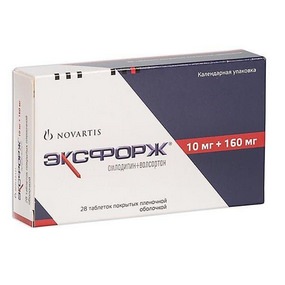 Календарная упаковка
NOVARTIS
ЭКСФОРЖ®
10 мг + 160 мг
амлодипин+валсартан
28 таблеток покрытых пленочной
оболочкой